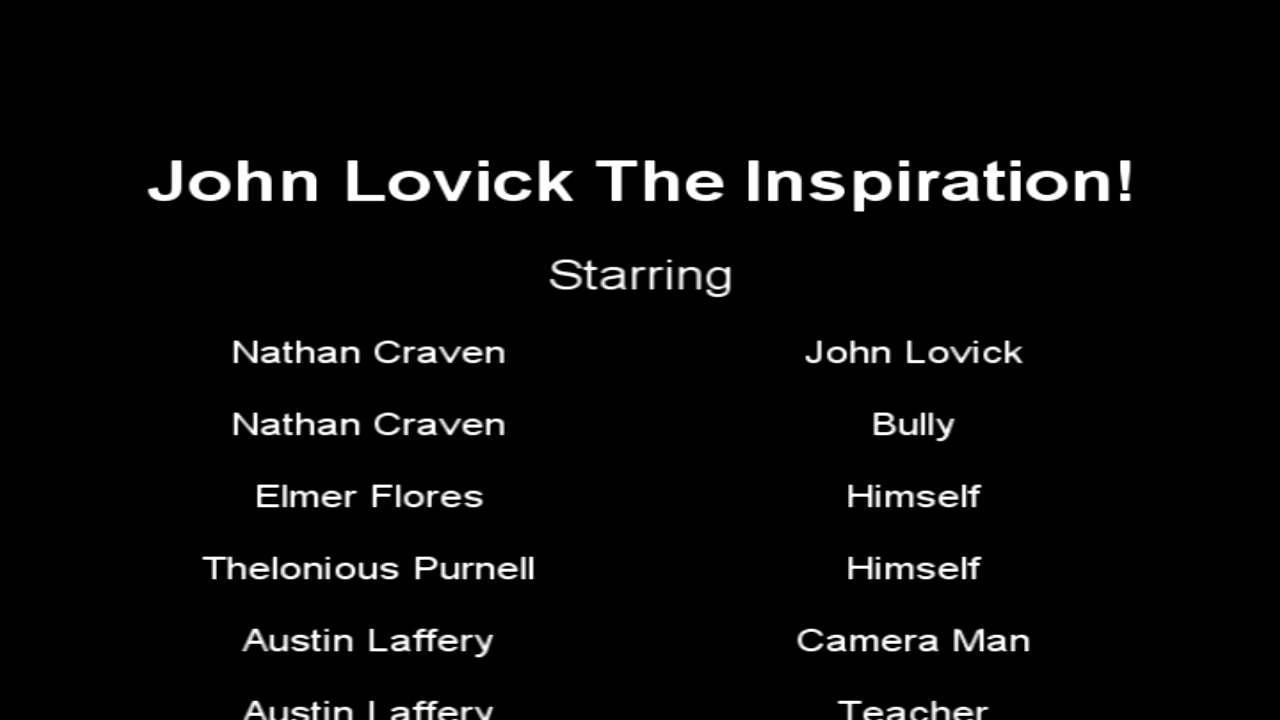 John Lovick The Inspiration!
Starring
Nathan Craven John Lovick
Nathan Craven Bully
Elmer Flores Himself
Thelonious Purnell Himself
Austin Laffery Camera Man
Austin Laffery Teacher